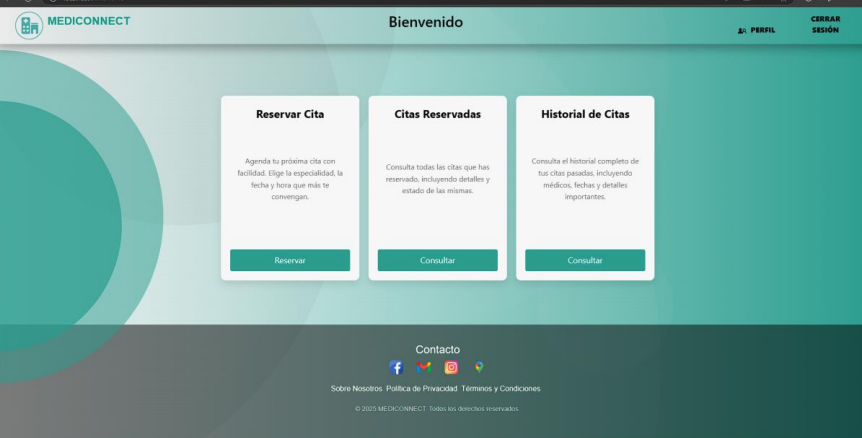 MEDICONNECT
Bienvenido
PERFIL
CERRAR
SESIÓN
Reservar Cita
Agenda tu próxima cita con
facilidad. Elige la especialidad, la
fecha y hora que más te
convengan.
Reservar
Citas Reservadas
Consulta todas las citas que has
reservado, incluyendo detalles y
estado de las mismas.
Consultar
Historial de Citas
Consulta el historial completo de
tus citas pasadas, incluyendo
médicos, fechas y detalles
importantes.
Consultar
Contacto
Sobre Nosotros Política de Privacidad Términos y Condiciones
© 2025 MEDICONNECT Todos los derechos reservados.